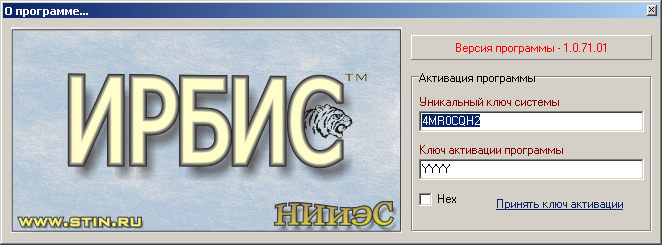 О программе...
ИРБИС TM
НИИЭС
www.STIN.RU
Версия программы - 1.0.71.01
Активация программы
Уникальный ключ системы
4MR0CQH2
Ключ активации программы
YYYY
Hex
Принять ключ активации